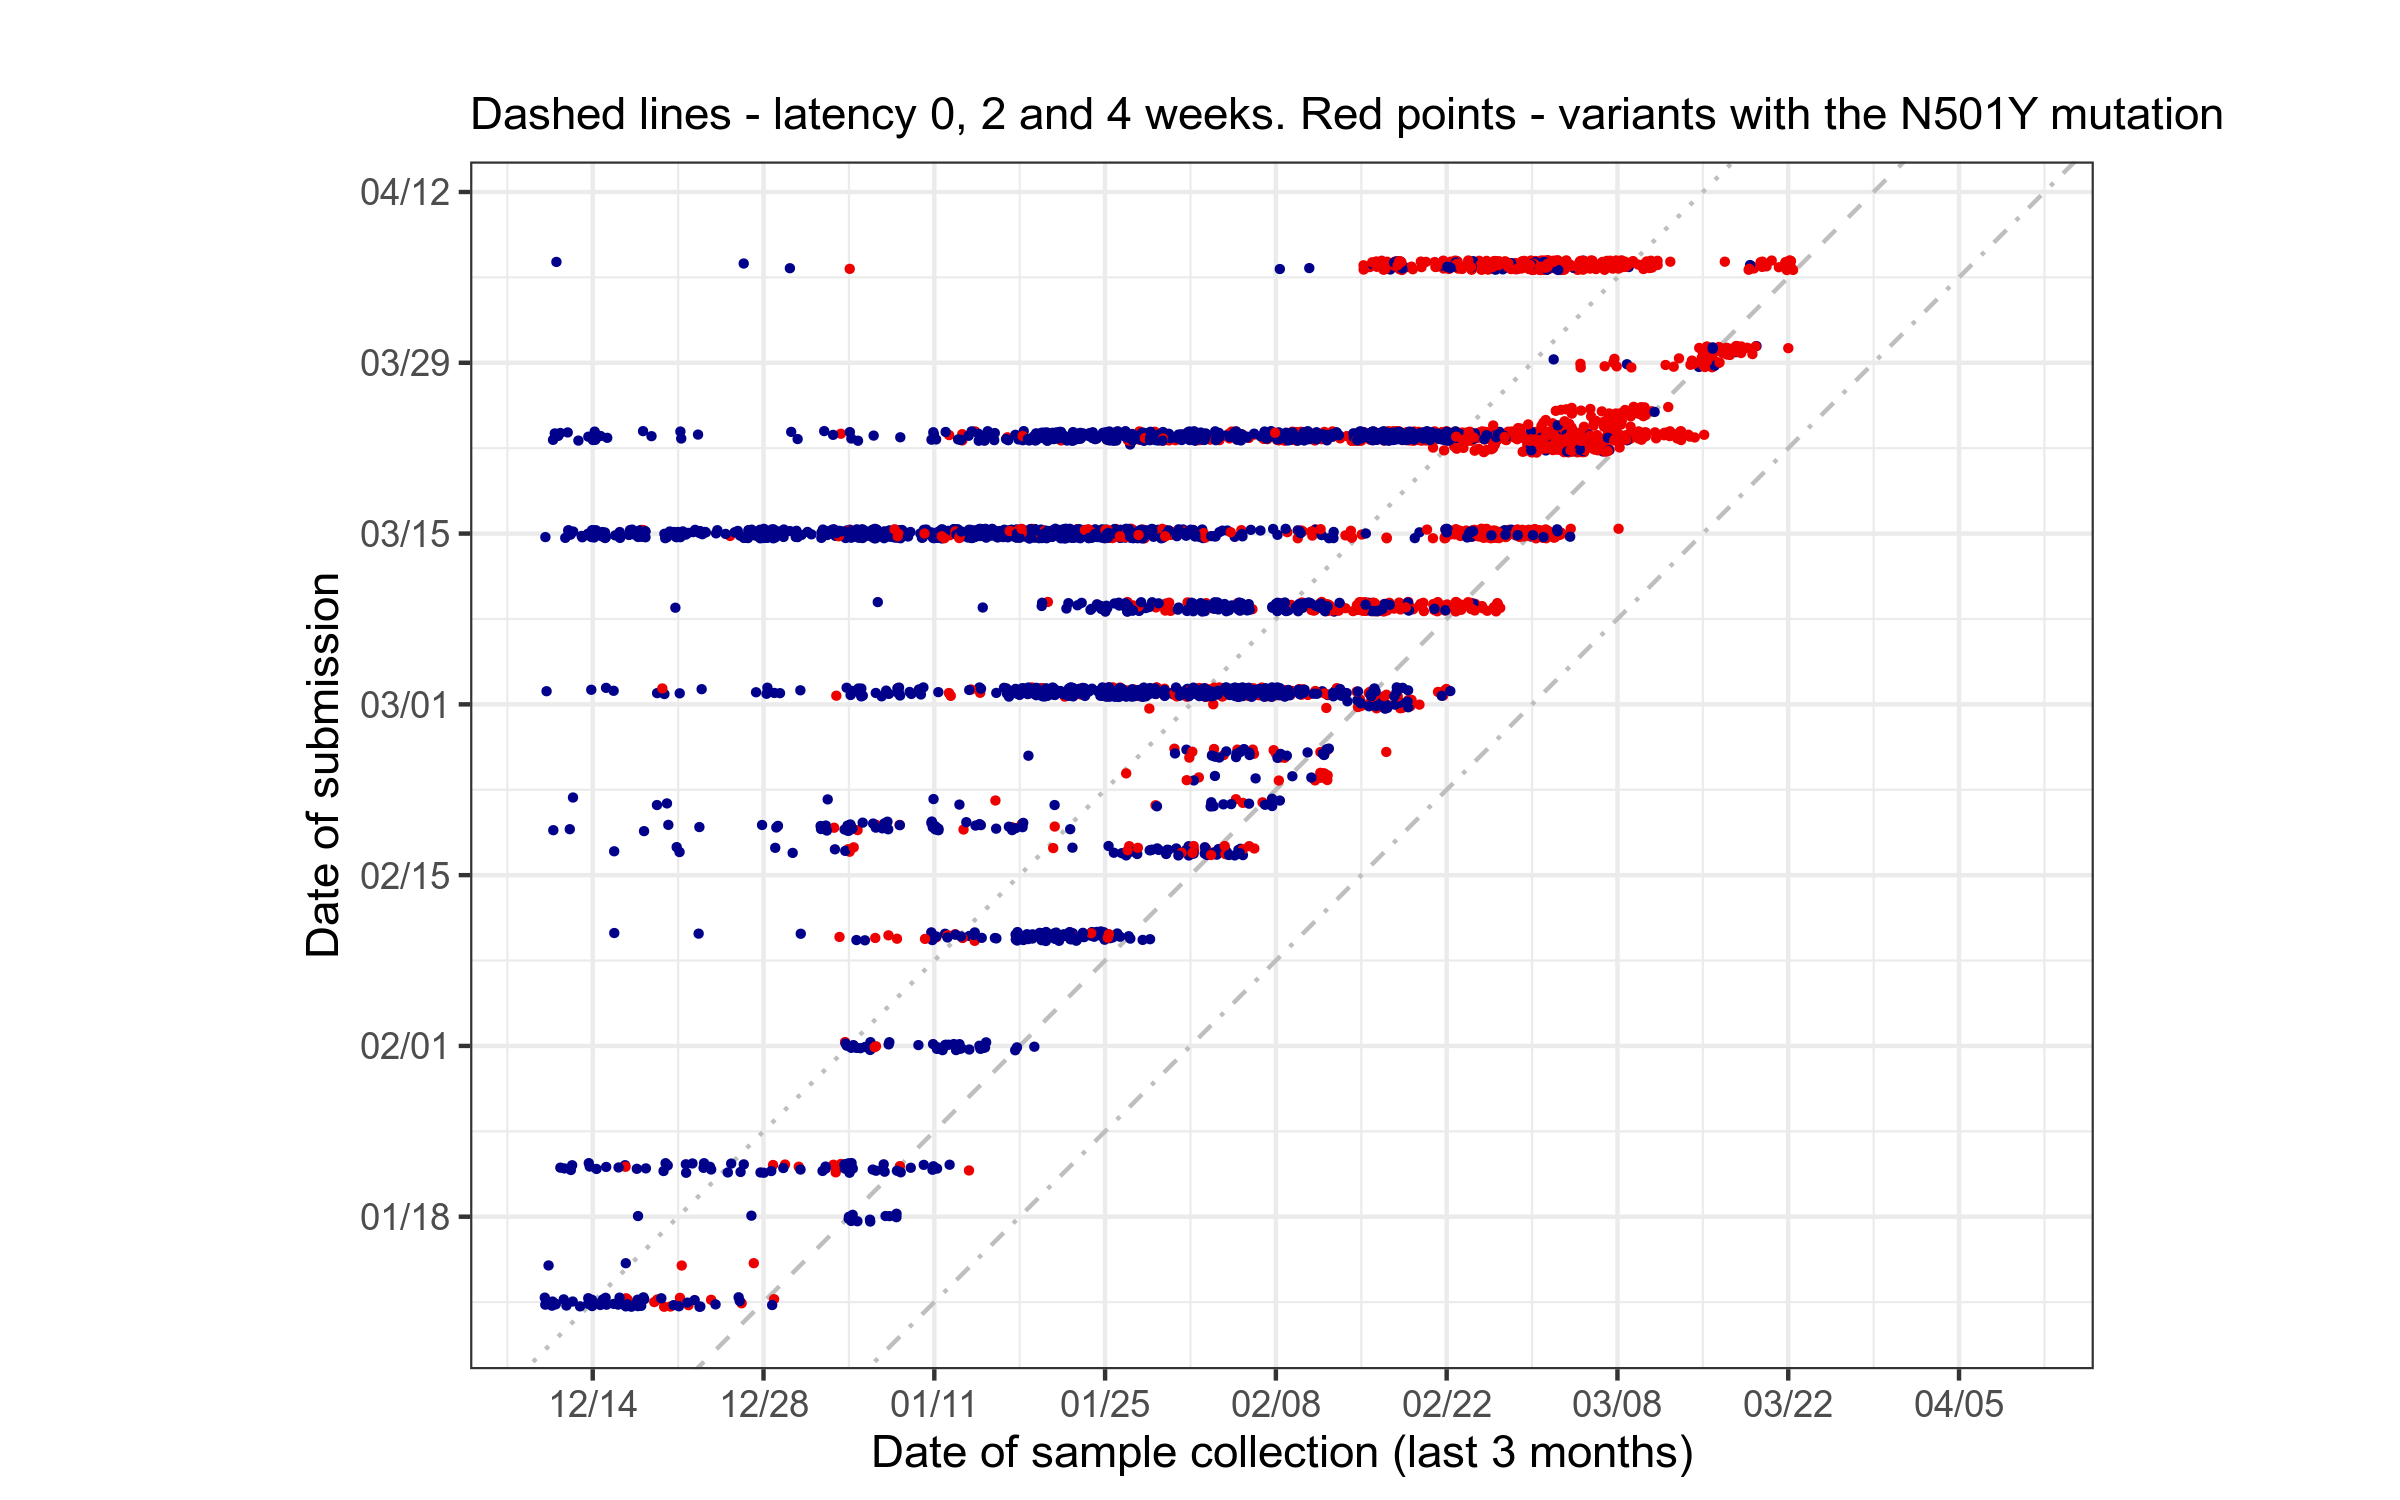 Dashed lines - latency 0, 2 and 4 weeks. Red points - variants with the N501Y mutation
04/12
03/29
03/15
03/01
02/15
02/01
01/18
Date of submission
12/14 12/28 01/11 01/25 02/08 02/22 03/08 03/22 04/05
Date of sample collection (last 3 months)